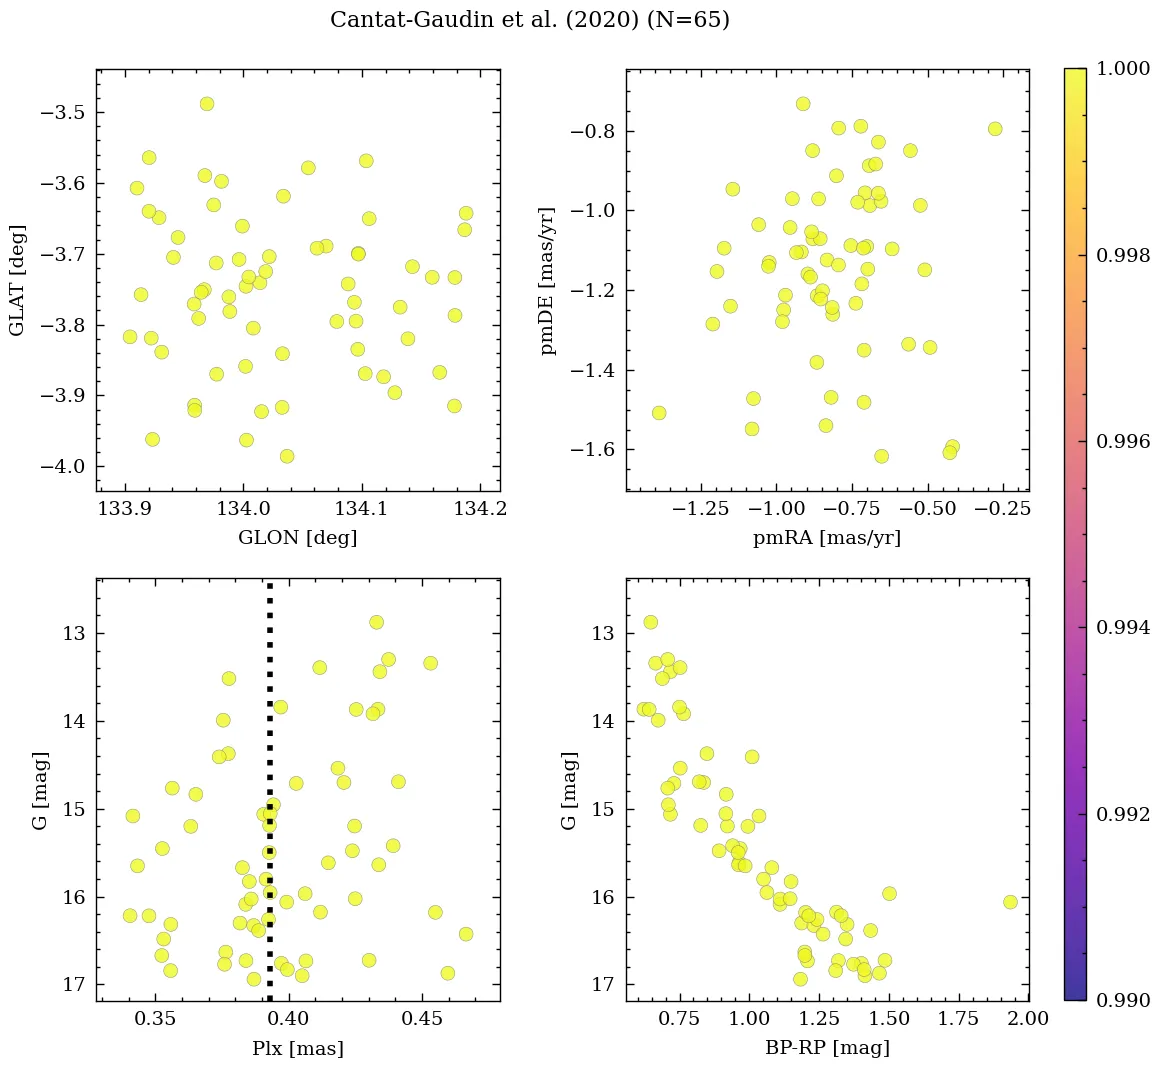 Cantat-Gaudin et al. (2020) (N=65)
−3.5
−3.6
−3.7
−3.8
−3.9
−4.0
GLAT [deg]
133.9 134.0 134.1 134.2
GLON [deg]
−0.8
−1.0
−1.2
−1.4
−1.6
pmDE [mas/yr]
−1.25 −1.00 −0.75 −0.50 −0.25
pmRA [mas/yr]
13
14
15
16
17
G [mag]
0.35 0.40 0.45
Plx [mas]
13
14
15
16
17
G [mag]
0.75 1.00 1.25 1.50 1.75 2.00
BP-RP [mag]
1.000
0.998
0.996
0.994
0.992
0.990